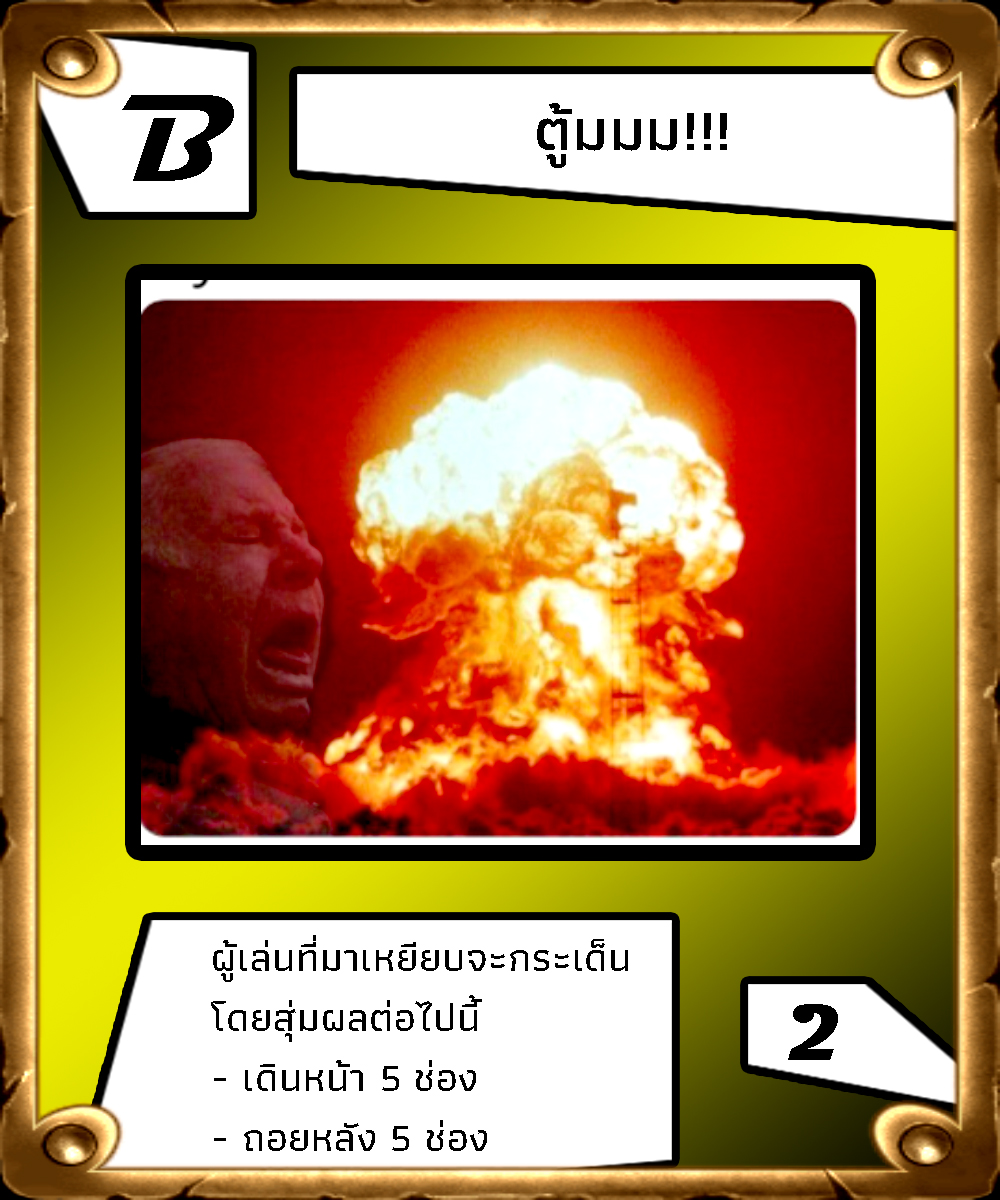 B
ตู้มมม!!!
ผู้เล่นที่มาเหยียบจะกระเด็น
โดยสุ่มผลต่อไปนี้
- เดินหน้า 5 ช่อง
- ถอยหลัง 5 ช่อง
2